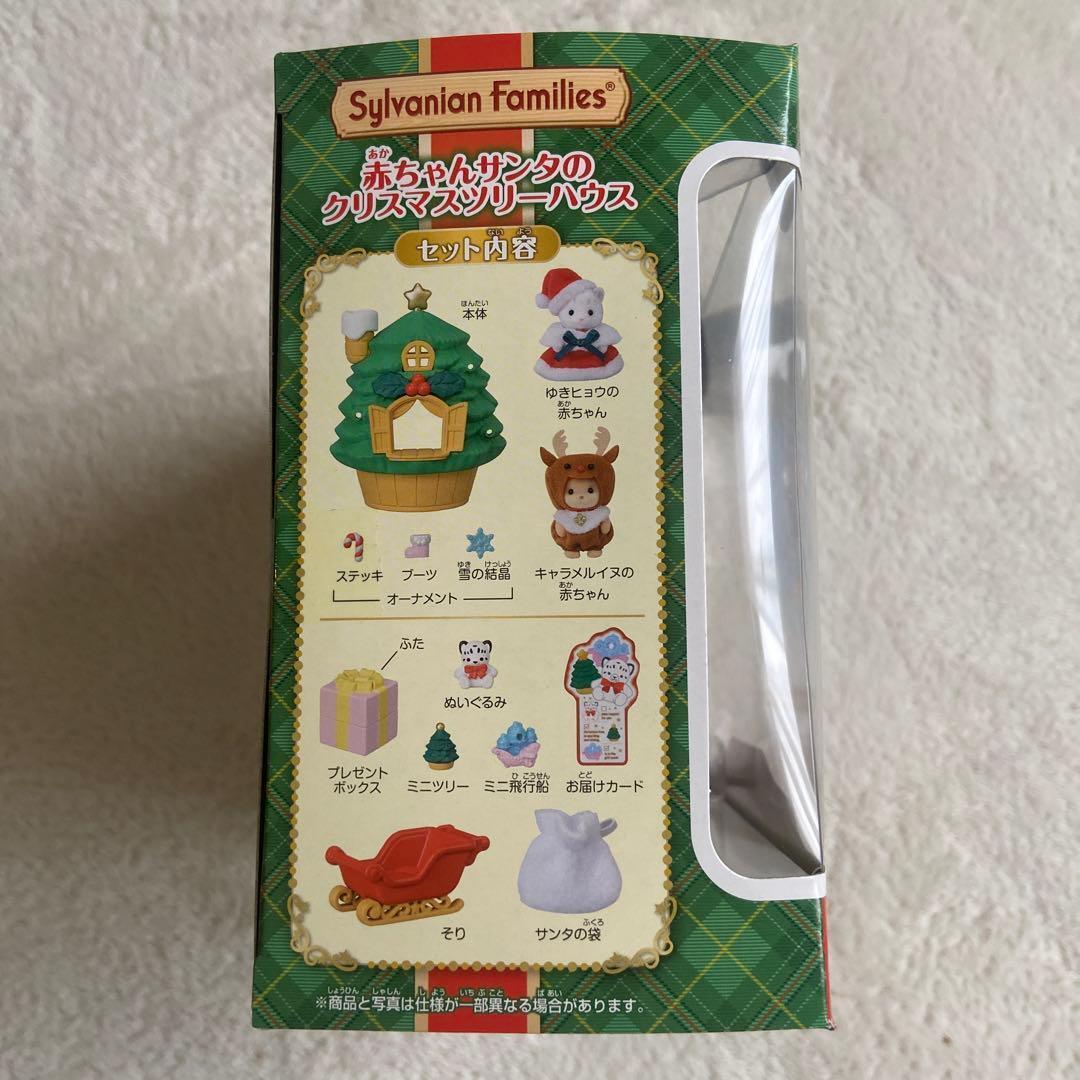 Sylvanian Families®
あか
赤ちゃんサンタの
クリスマスツリーハウス
ない よう
セット内容
ほんたい
本体
ゆきヒョウの
あか
赤ちゃん
ステッキ
ブーツ
ゆき けっしょう
雪の結晶
オーナメント
キャラメルイヌの
あか
赤ちゃん
ふた
プレゼント
ボックス
ぬいぐるみ
ミニツリー
ひこうせん
ミニ飛行船
とど
お届けカード
そり
ふくろ
サンタの袋
しょうひん しゃしん しよう いちぶこと ばあい
※商品と写真は仕様が一部異なる場合があります。